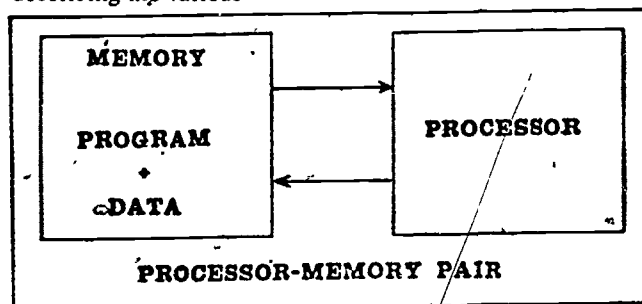 MEMORY
PROGRAM
+
DATA
PROCESSOR
PROCESSOR-MEMORY PAIR